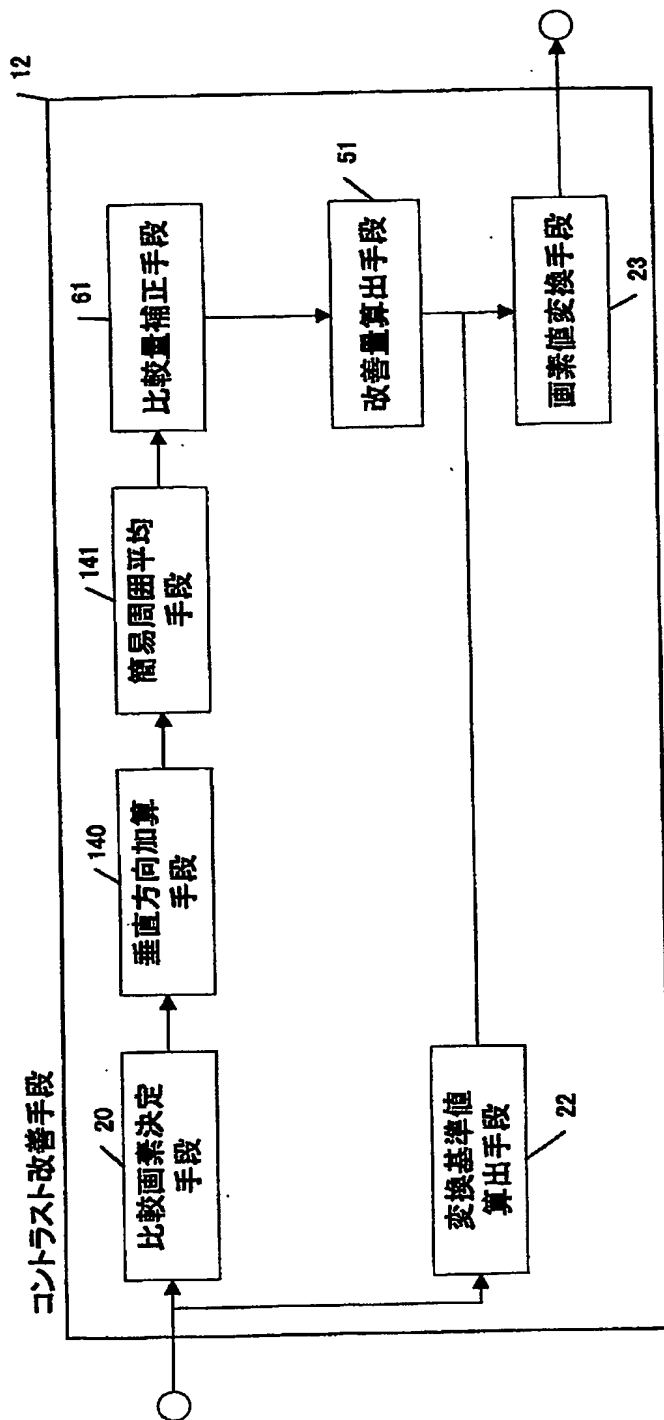 コントラスト改善手段
12
20
比較画素決定
手段
140
垂直方向加算
手段
141
簡易周囲平均
手段
61
比較量補正手段
51
改善量算出手段
22
変換基準値
算出手段
23
画素値変換手段